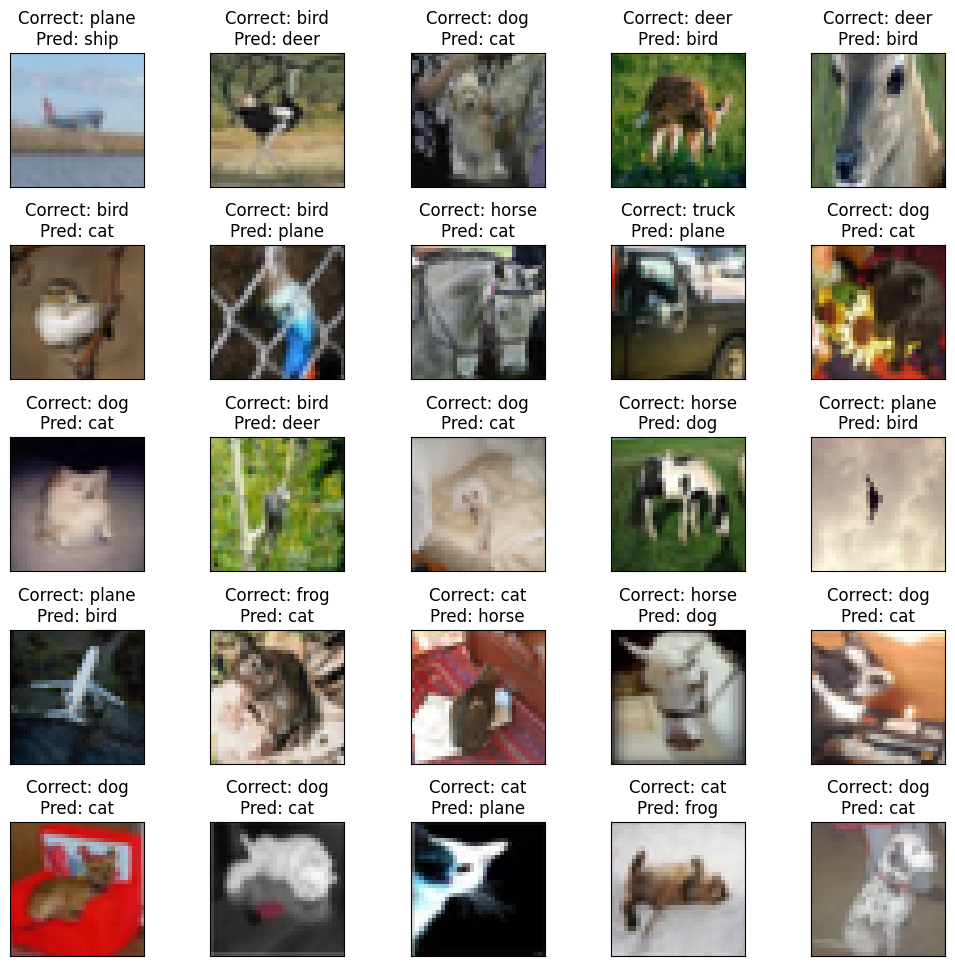 Correct: plane
Pred: ship
Correct: bird
Pred: deer
Correct: dog
Pred: cat
Correct: deer
Pred: bird
Correct: deer
Pred: bird
Correct: bird
Pred: cat
Correct: bird
Pred: plane
Correct: horse
Pred: cat
Correct: truck
Pred: plane
Correct: dog
Pred: cat
Correct: dog
Pred: cat
Correct: bird
Pred: deer
Correct: dog
Pred: cat
Correct: horse
Pred: dog
Correct: plane
Pred: bird
Correct: plane
Pred: bird
Correct: frog
Pred: cat
Correct: cat
Pred: horse
Correct: horse
Pred: dog
Correct: dog
Pred: cat
Correct: dog
Pred: cat
Correct: dog
Pred: cat
Correct: cat
Pred: plane
Correct: cat
Pred: frog
Correct: dog
Pred: cat